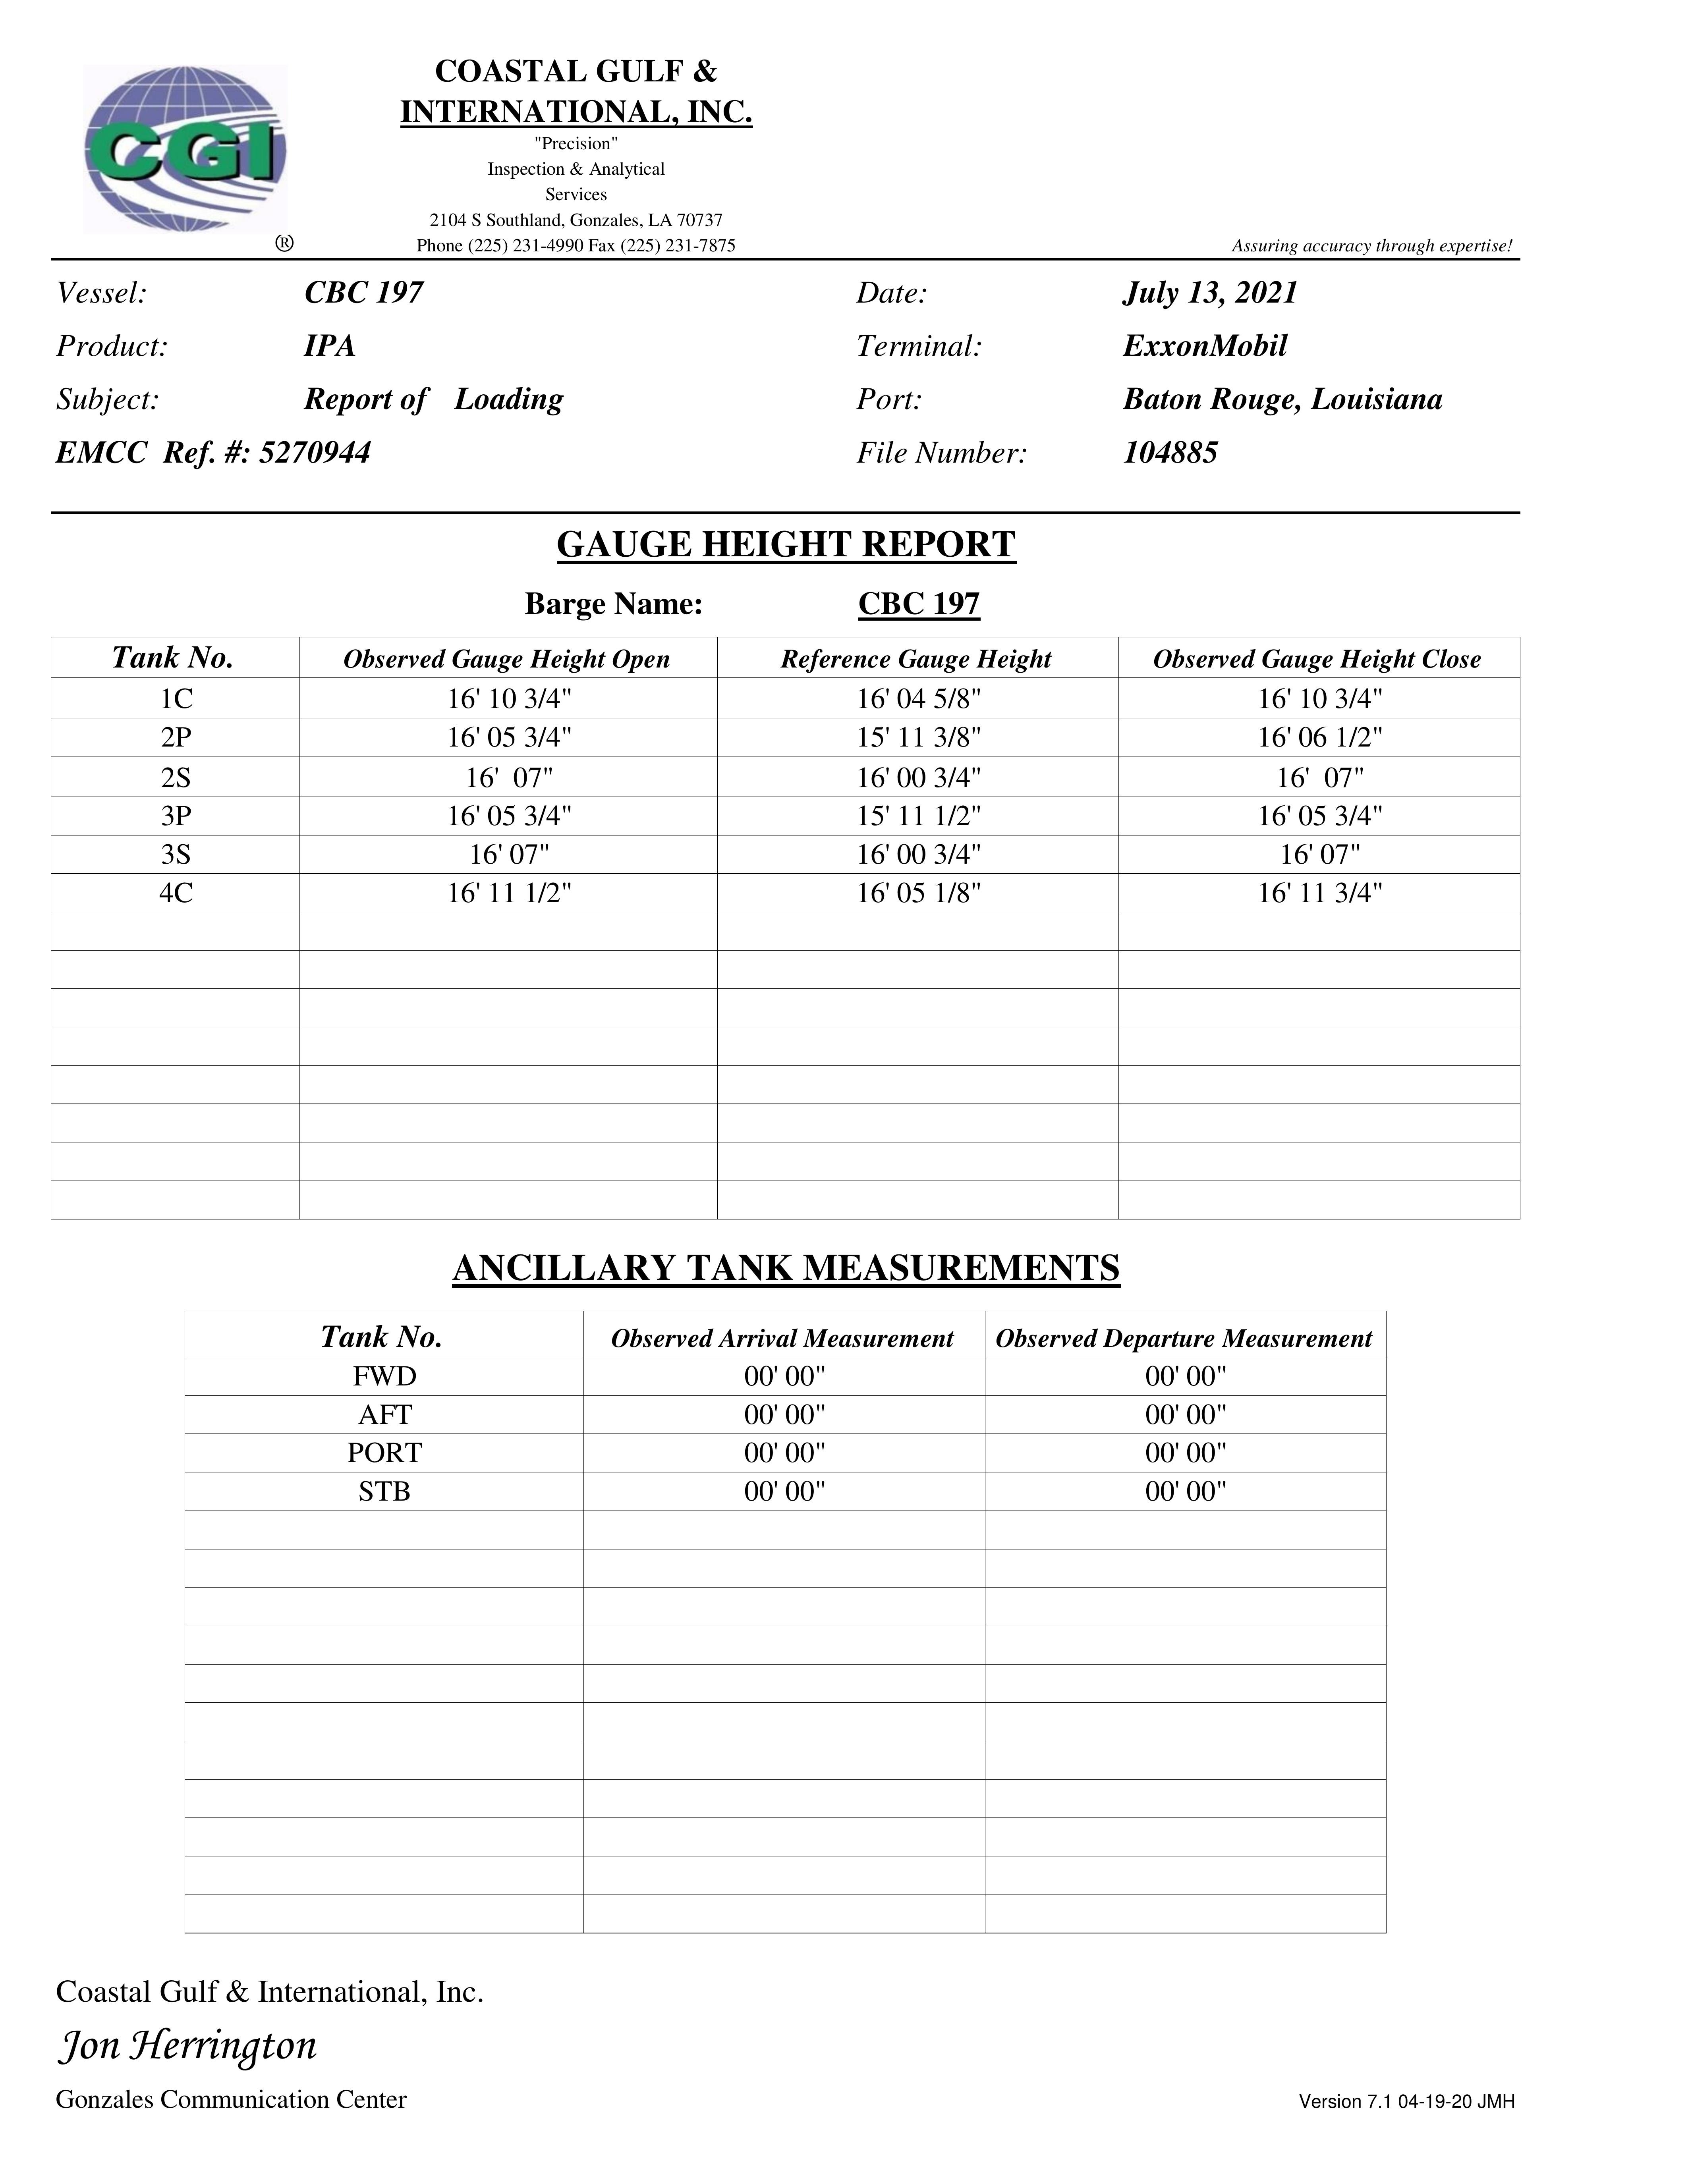 CGI
®
COASTAL GULF &
INTERNATIONAL, INC.
"Precision"
Inspection & Analytical
Services
2104 S Southland, Gonzales, LA 70737
Phone (225) 231-4990 Fax (225) 231-7875
Assuring accuracy through expertise!
Vessel: CBC 197 Date: July 13, 2021
Product: IPA Terminal: ExxonMobil
Subject: Report of Loading Port: Baton Rouge, Louisiana
EMCC Ref. #: 5270944 File Number: 104885
GAUGE HEIGHT REPORT
Barge Name: CBC 197
Tank No. Observed Gauge Height Open Reference Gauge Height Observed Gauge Height Close
1C 16' 10 3/4" 16' 04 5/8" 16' 10 3/4"
2P 16' 05 3/4" 15' 11 3/8" 16' 06 1/2"
2S 16' 07" 16' 00 3/4" 16' 07"
3P 16' 05 3/4" 15' 11 1/2" 16' 05 3/4"
3S 16' 07" 16' 00 3/4" 16' 07"
4C 16' 11 1/2" 16' 05 1/8" 16' 11 3/4"
ANCILLARY TANK MEASUREMENTS
Tank No. Observed Arrival Measurement Observed Departure Measurement
FWD 00' 00" 00' 00"
AFT 00' 00" 00' 00"
PORT 00' 00" 00' 00"
STB 00' 00" 00' 00"
Coastal Gulf & International, Inc.
Jon Herrington
Gonzales Communication Center
Version 7.1 04-19-20 JMH